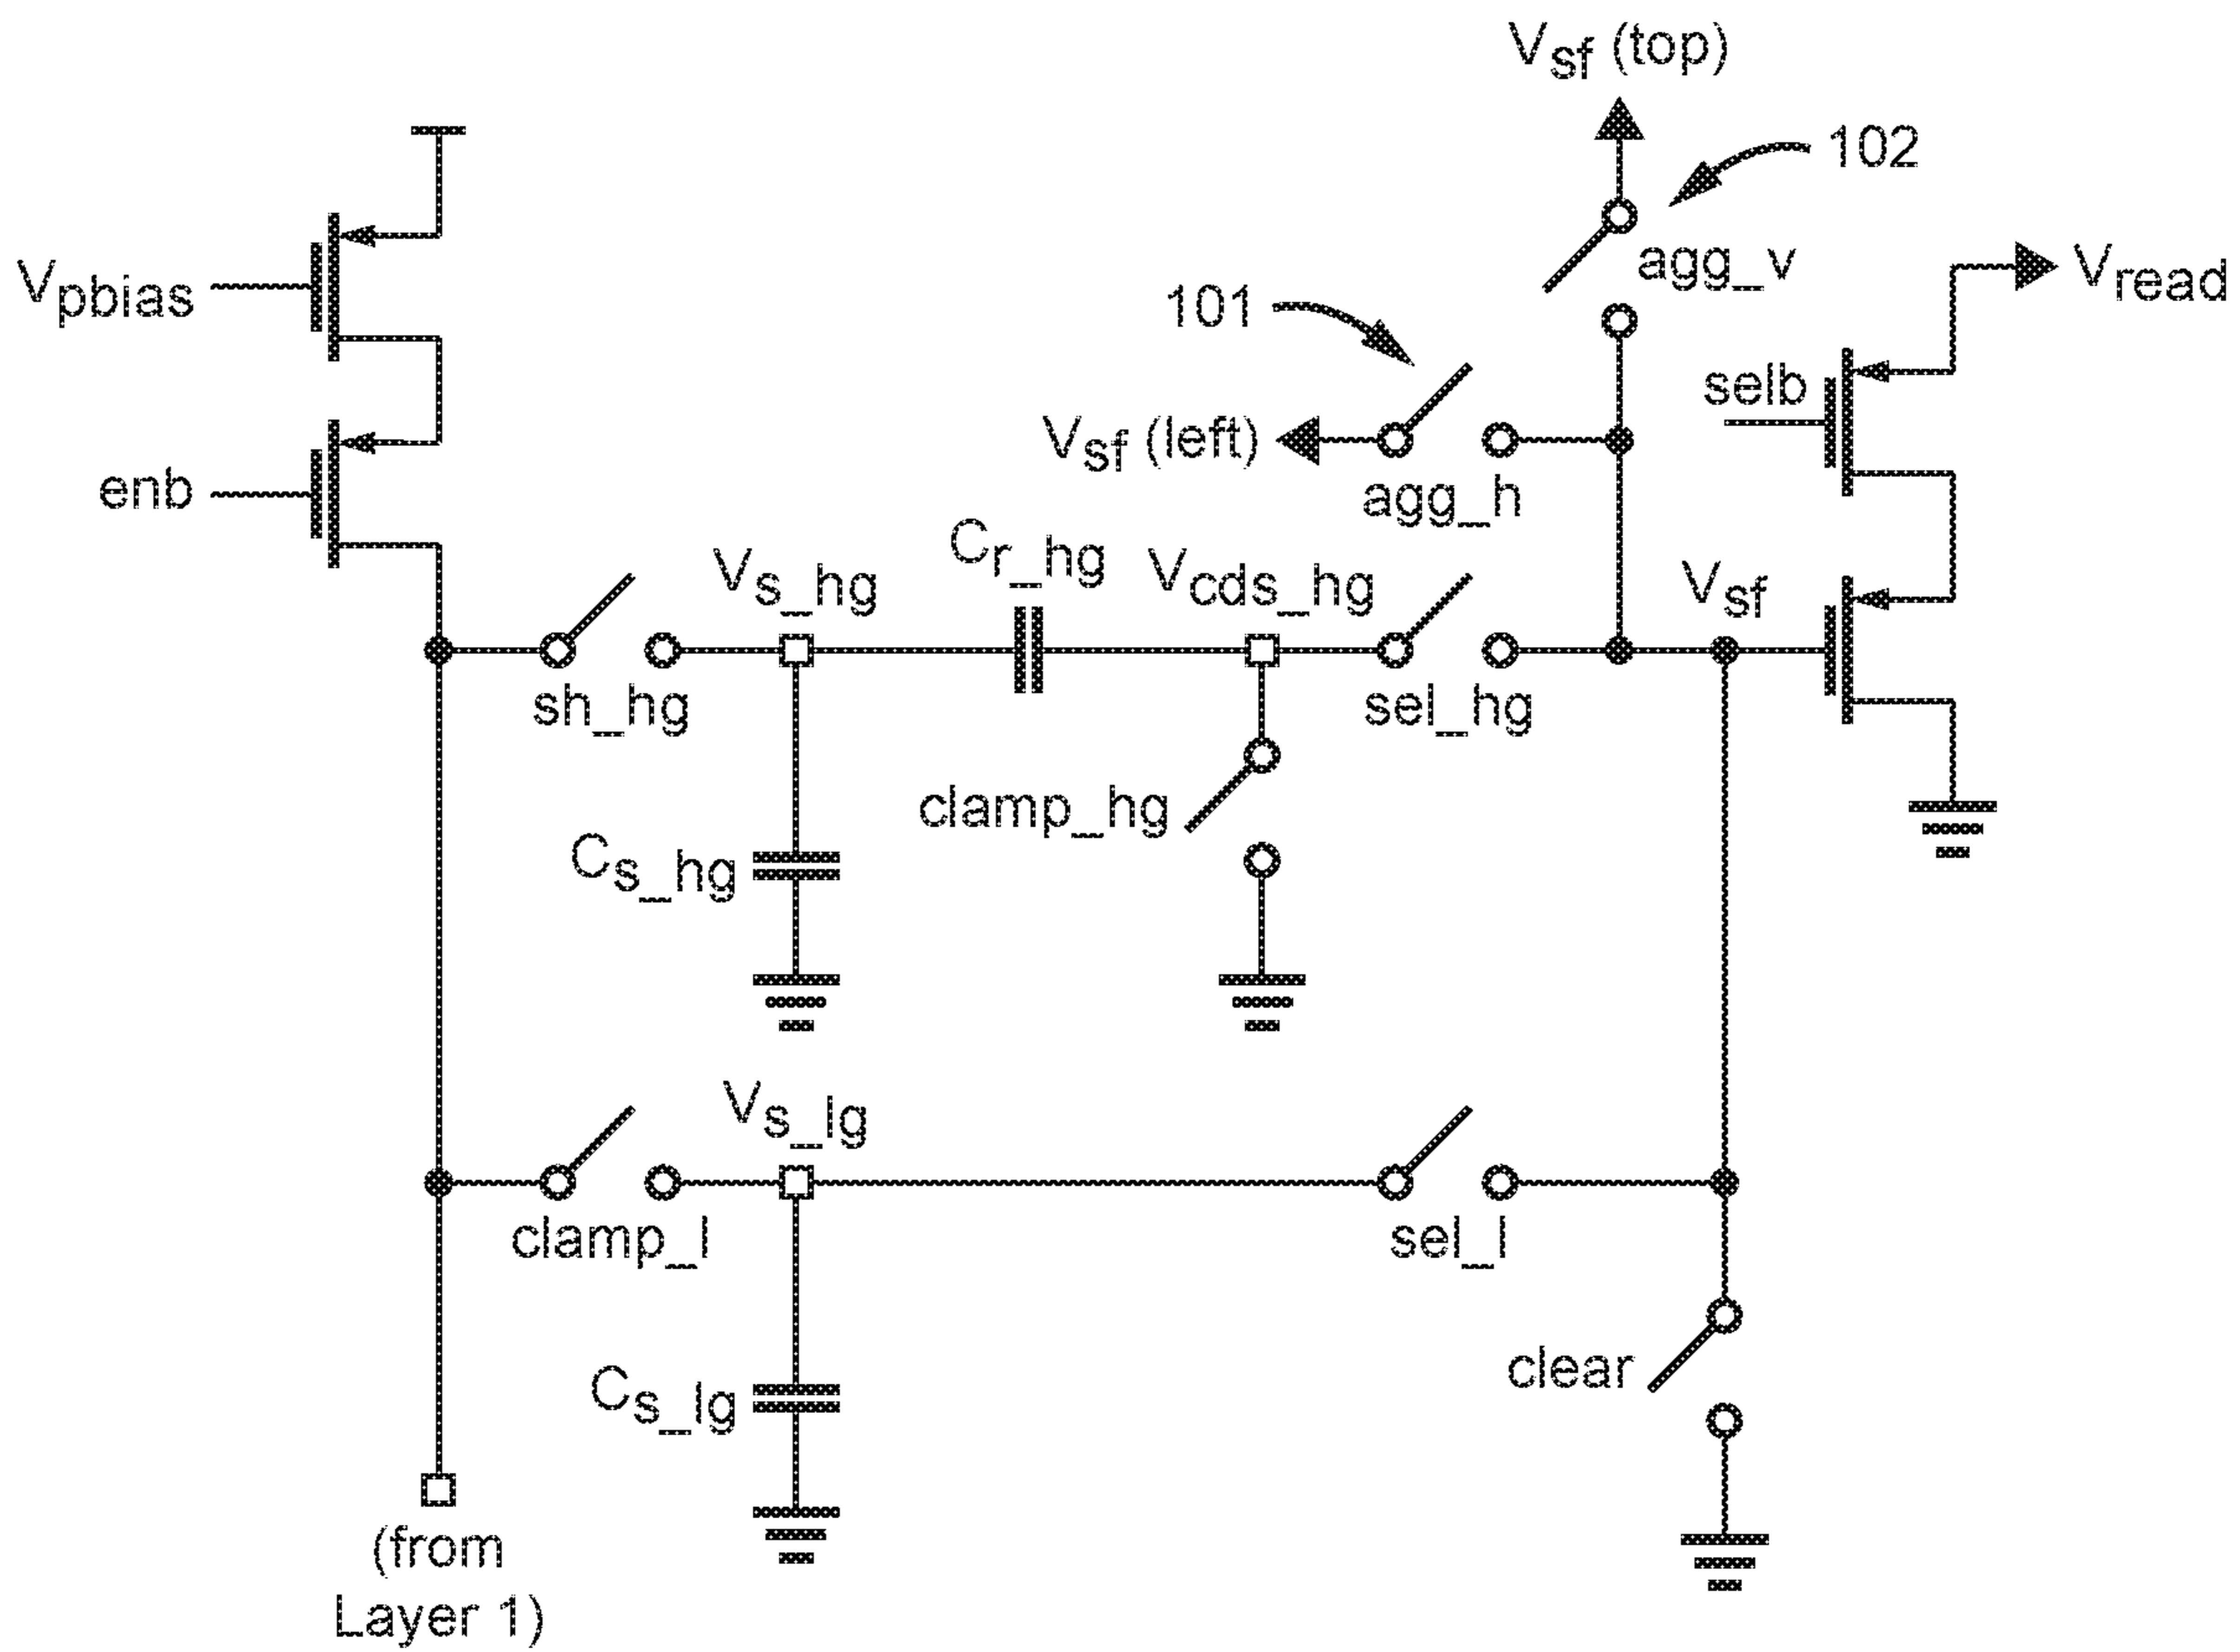 Vsf (top)
102
agg_v
Vread
Vpbias
101
selb
Vsf (left)
agg_h
enb
Cr_hg
Vs_hg
Vcds_hg
Vsf
sh_hg
sel_hg
clamp_hg
Cs_hg
Vs_lg
clamp_l
sel_l
clear
Cs_lg
(from
Layer 1)